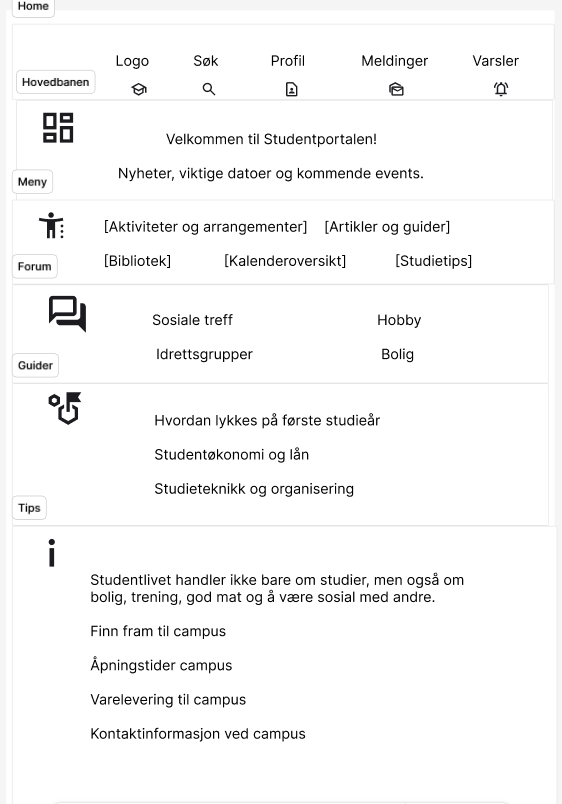 Home
Logo Søk Profil Meldinger Varsler
Hovedbanen
Velkommen til Studentportalen!
Nyheter, viktige datoer og kommende events.
Meny
[Aktiviteter og arrangementer] [Artikler og guider]
[Bibliotek] [Kalenderoversikt] [Studietips]
Forum
Sosiale treff Hobby
Idrettsgrupper Bolig
Guider
Hvordan lykkes på første studieår
Studentøkonomi og lån
Studieteknikk og organisering
Tips
Studentlivet handler ikke bare om studier, men også om
bolig, trening, god mat og å være sosial med andre.
Finn fram til campus
Åpningstider campus
Varelevering til campus
Kontaktinformasjon ved campus